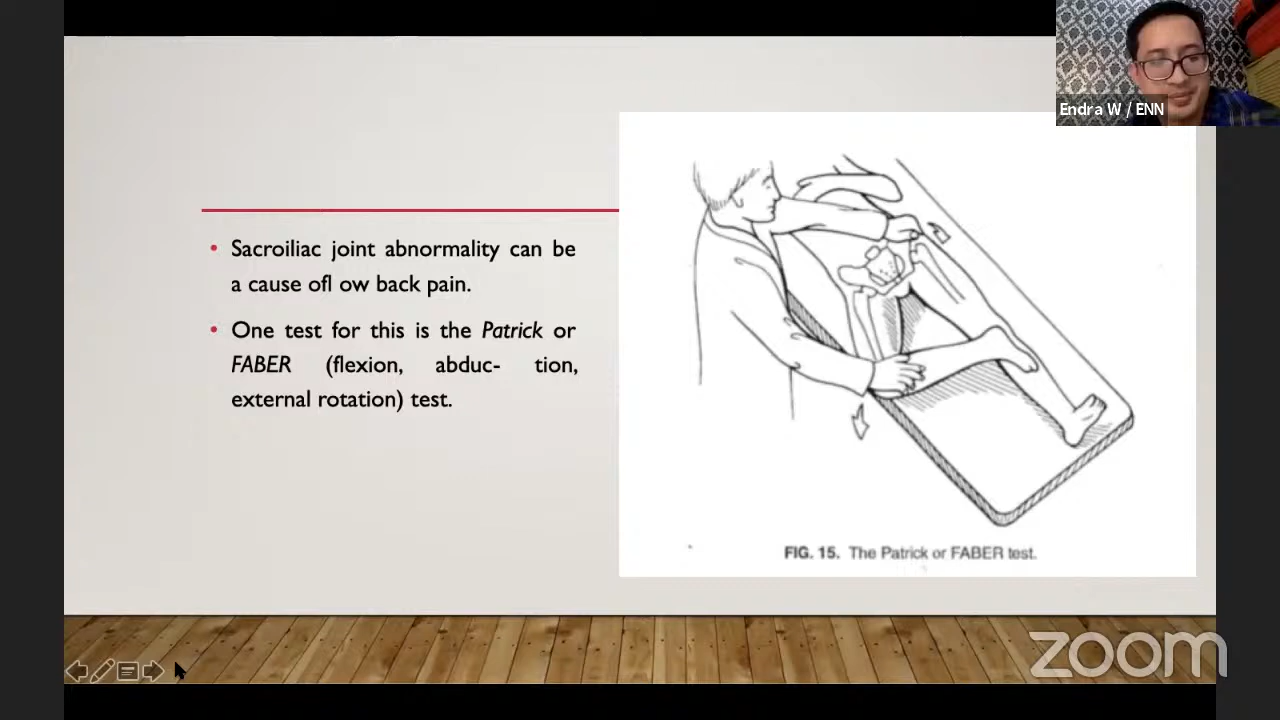 Endra W / ENN
• Sacroiliac joint abnormality can be
a cause ofl ow back pain.
• One test for this is the Patrick or
FABER (flexion, abduc- tion,
external rotation) test.
FIG. 15. The Patrick or FABER test.
zoom